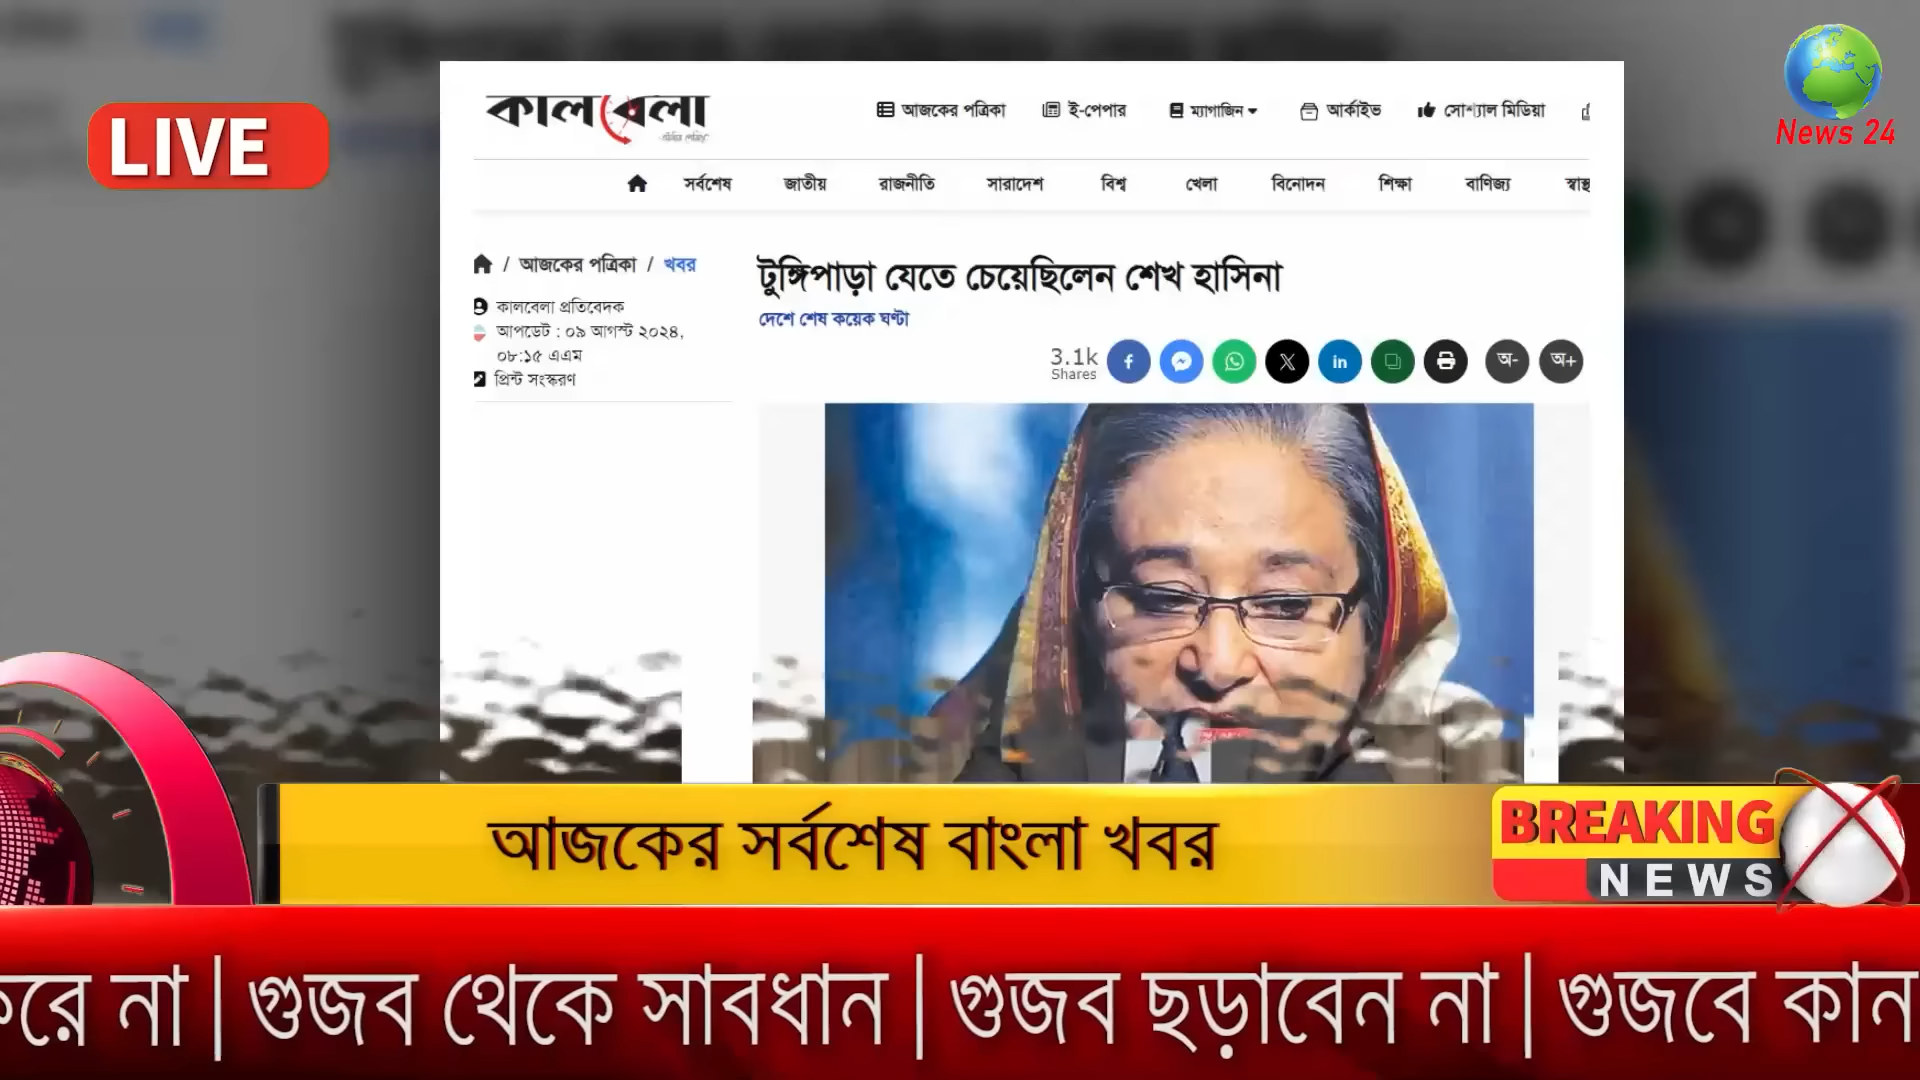 LIVE
News 24
কালবেলা
আজকের পত্রিকা ই-পেপার ম্যাগাজিন আর্কাইভ সোশ্যাল মিডিয়া
সর্বশেষ জাতীয় রাজনীতি সারাদেশ বিশ্ব খেলা বিনোদন শিক্ষা বাণিজ্য
/ আজকের পত্রিকা / খবর
কালবেলা প্রতিবেদক
আপডেট : ০৯ আগস্ট ২০২৪,
০৮:১৫ এএম
প্রিন্ট সংস্করণ
টুঙ্গিপাড়া যেতে চেয়েছিলেন শেখ হাসিনা
দেশে শেষ কয়েক ঘণ্টা
3.1k
Shares
অ- অ+
আজকের সর্বশেষ বাংলা খবর
BREAKING
NEWS
করে না | গুজব থেকে সাবধান | গুজব ছড়াবেন না | গুজবে কান